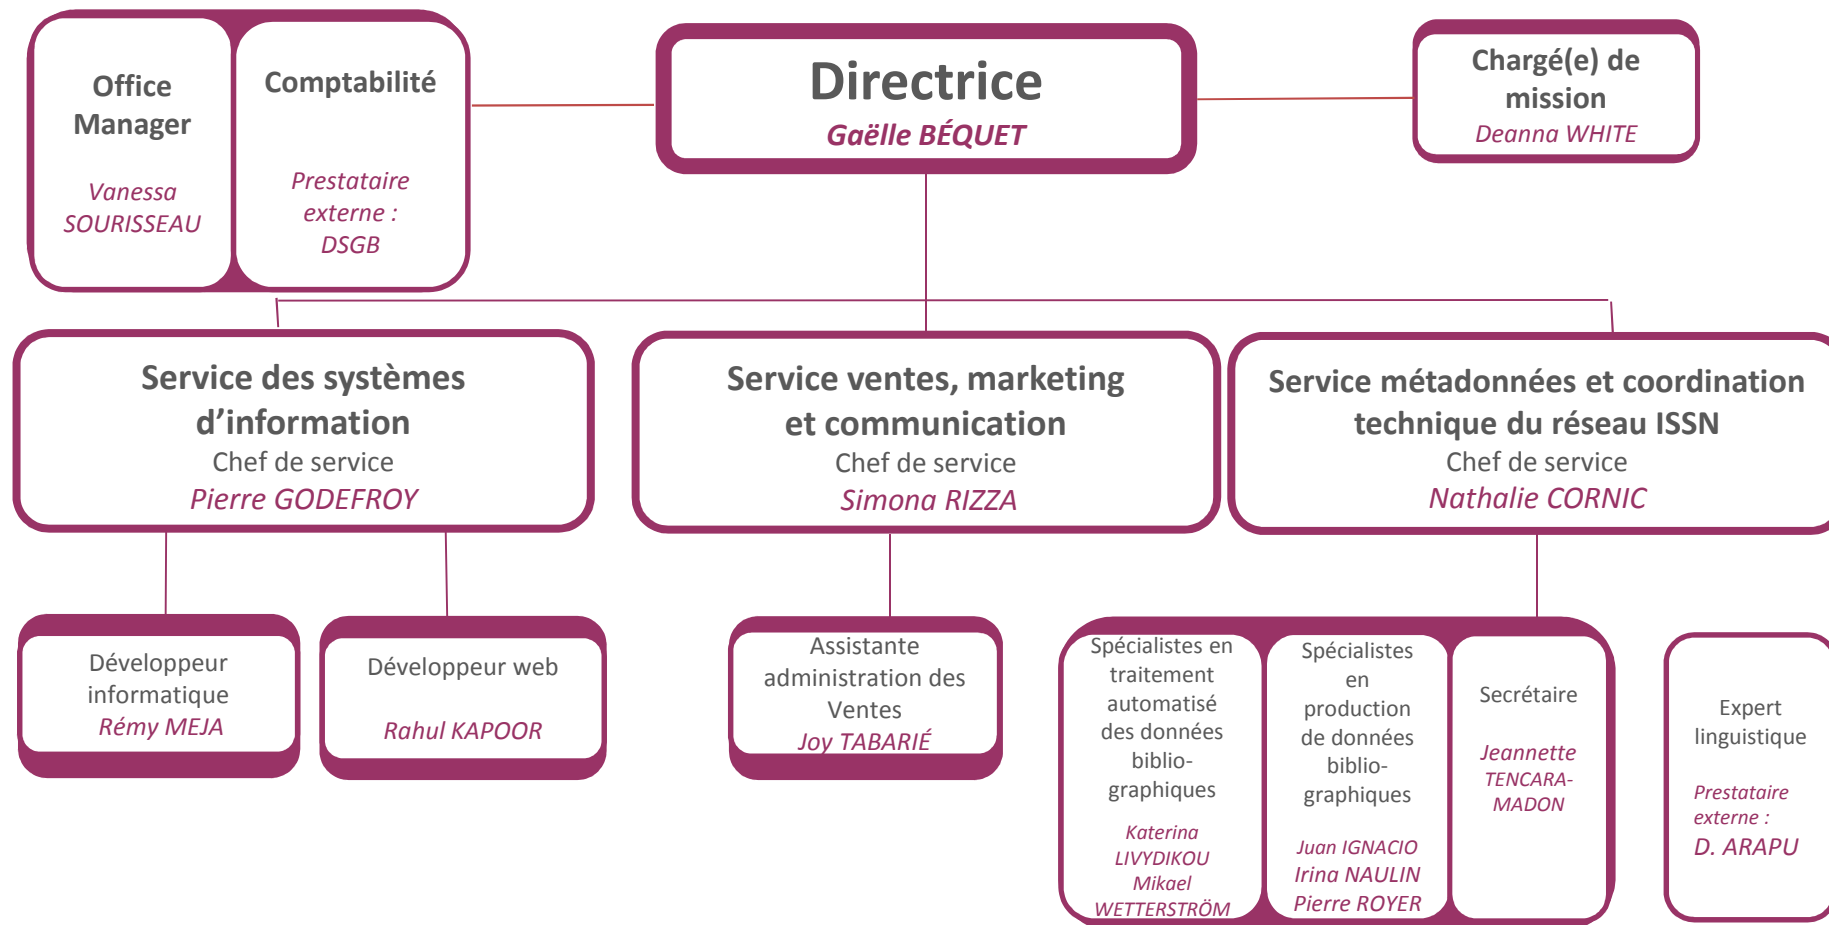 Office
Manager
Vanessa
SOURISSEAU
Comptabilité
Prestataire
externe :
DSGB
Directrice
Gaëlle BÉQUET
Chargé(e) de
mission
Deanna WHITE
Service des systèmes
d’information
Chef de service
Pierre GODEFROY
Service ventes, marketing
et communication
Chef de service
Simona RIZZA
Service métadonnées et coordination
technique du réseau ISSN
Chef de service
Nathalie CORNIC
Développeur
informatique
Rémy MEJA
Développeur web
Rahul KAPOOR
Assistante
administration des
Ventes
Joy TABARIÉ
Spécialistes en
traitement
automatisé
des données
biblio-
graphiques
Katerina
LIVYDIKOU
Mikael
WETTERSTRÖM
Spécialistes
en
production
de données
biblio-
graphiques
Juan IGNACIO
Irina NAULIN
Pierre ROYER
Secrétaire
Jeannette
TENCARA-
MADON
Expert
linguistique
Prestataire
externe :
D. ARAPU